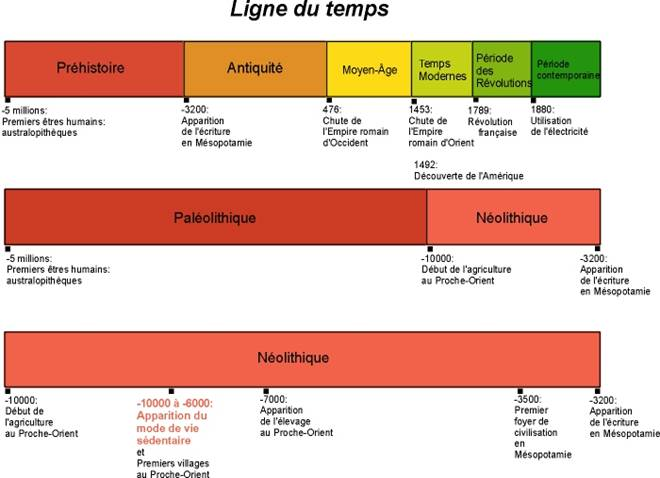 Ligne du temps
Préhistoire
Antiquité
Moyen-Âge
Temps
Modernes
Période
des
Révolutions
Période
contemporaine
-5 millions:
Premiers êtres humains:
australopithèques
-3200:
Apparition
de l'écriture
en Mésopotamie
476:
Chute de
l'Empire romain
d'Occident
1453:
Chute de
l'Empire
romain d'Orient
1789:
Révolution
française
1880:
Utilisation
de l'électricité
1492:
Découverte de l'Amérique
Paléolithique
Néolithique
-5 millions:
Premiers êtres humains:
australopithèques
-10000:
Début de l'agriculture
au Proche-Orient
-3200:
Apparition
de l'écriture
en Mésopotamie
Néolithique
-10000:
Début de
l'agriculture
au Proche-Orient
-10000 à -6000:
Apparition du
mode de vie
sédentaire
et
Premiers villages
au Proche-Orient
-7000:
Apparition
de l'élevage
au Proche-Orient
-3500:
Premier
foyer de
civilisation
en
Mésopotamie
-3200:
Apparition
de l'écriture
en Mésopotamie